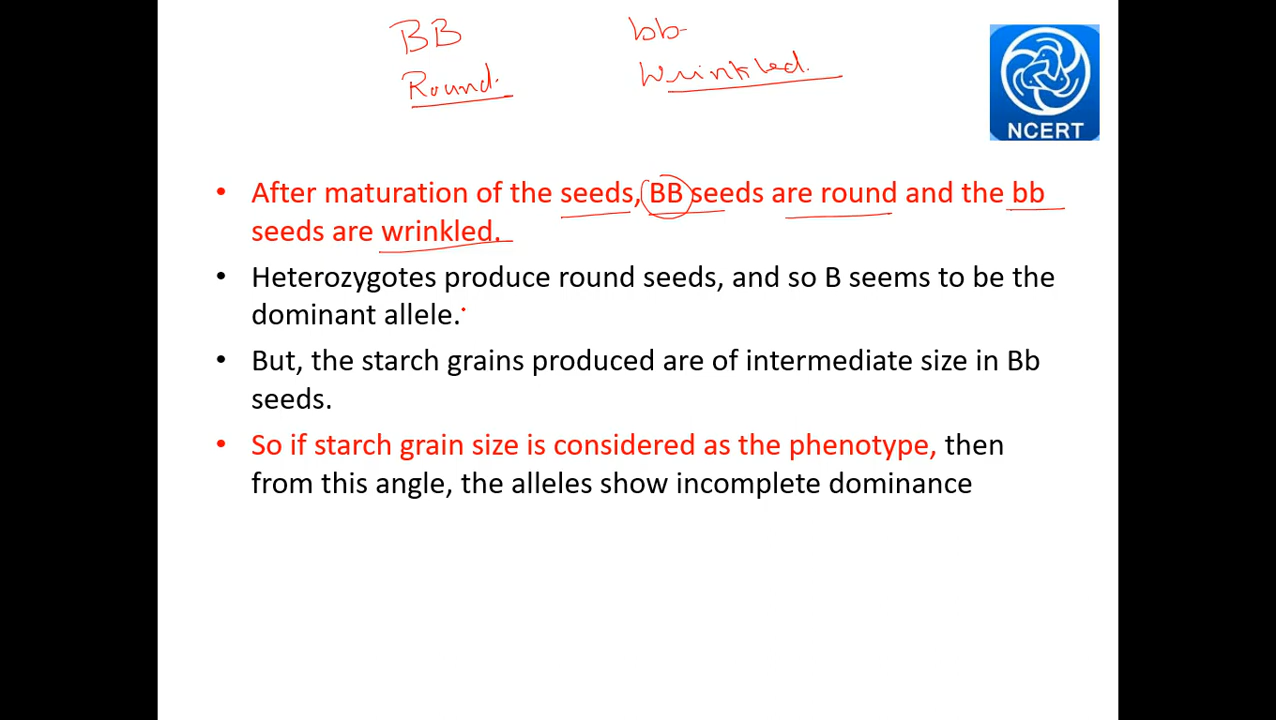 BB bb
Round. Wrinkled.
NCERT
• After maturation of the seeds, BB seeds are round and the bb
seeds are wrinkled.
• Heterozygotes produce round seeds, and so B seems to be the
dominant allele.
• But, the starch grains produced are of intermediate size in Bb
seeds.
• So if starch grain size is considered as the phenotype, then
from this angle, the alleles show incomplete dominance